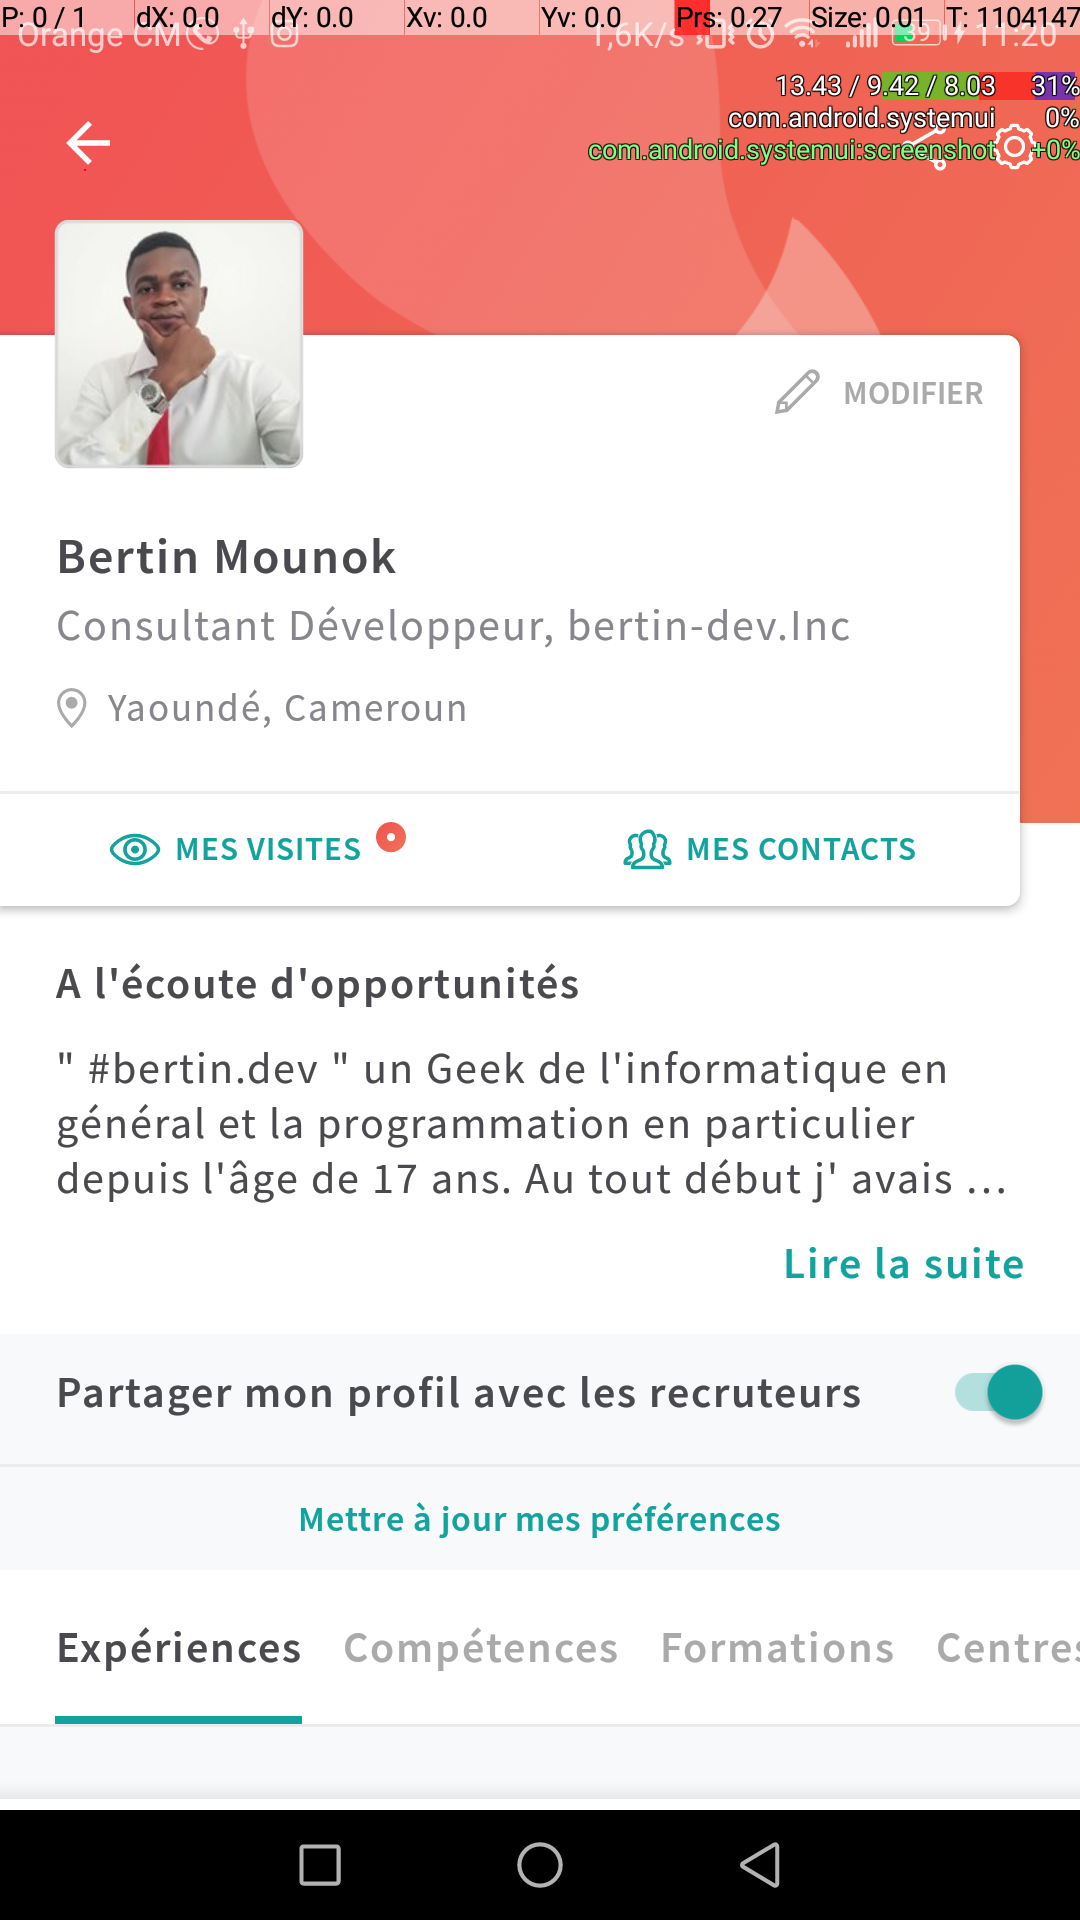 P: 0 / 1 dX: 0.0 dY: 0.0 Xv: 0.0 Yv: 0.0 Prs: 0.27 Size: 0.01 T: 1104147
Orange CM 1,6K/s 39 11:20
13.43 / 9.42 / 8.03 31%
com.android.systemui 0%
com.android.systemui:screenshot +0%
MODIFIER
Bertin Mounok
Consultant Développeur, bertin-dev.Inc
Yaoundé, Cameroun
MES VISITES MES CONTACTS
A l'écoute d'opportunités
" #bertin.dev " un Geek de l'informatique en
général et la programmation en particulier
depuis l'âge de 17 ans. Au tout début j' avais ...
Lire la suite
Partager mon profil avec les recruteurs
Mettre à jour mes préférences
Expériences Compétences Formations Centres